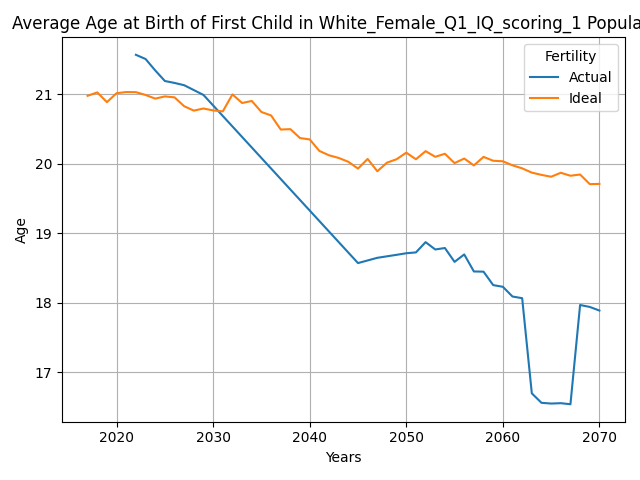 Average Age at Birth of First Child in White_Female_Q1_IQ_scoring_1 Popula
Fertility
Actual
Ideal
21
20
19
18
17
Age
2020 2030 2040 2050 2060 2070
Years